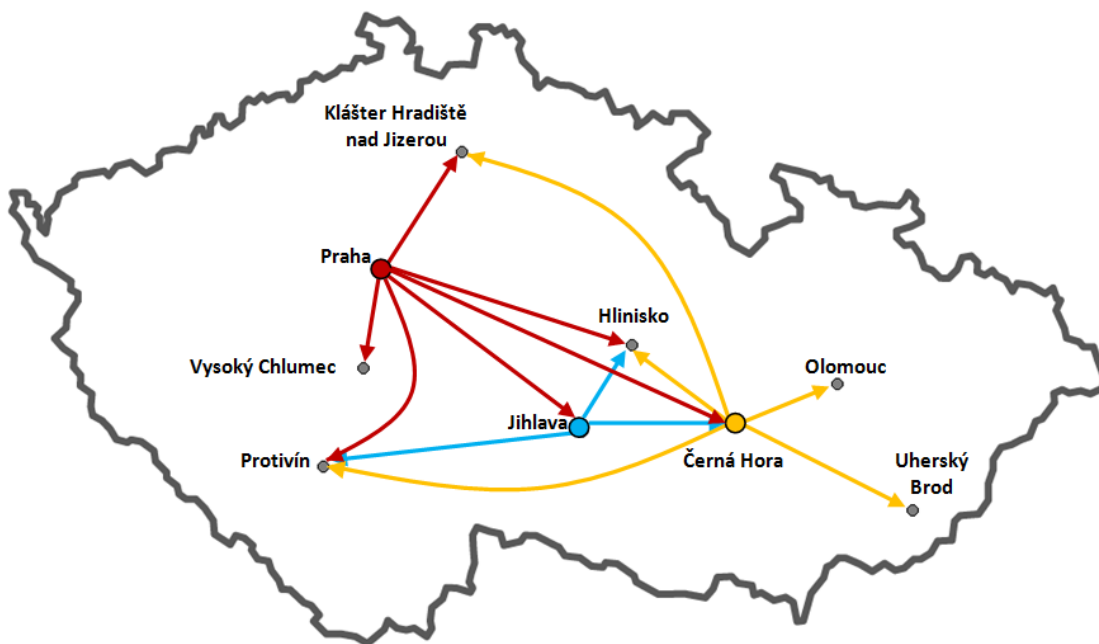 Klášter Hradiště
nad Jizerou
Praha
Hlinisko
Vysoký Chlumec
Olomouc
Jihlava
Protivín
Černá Hora
Uherský
Brod